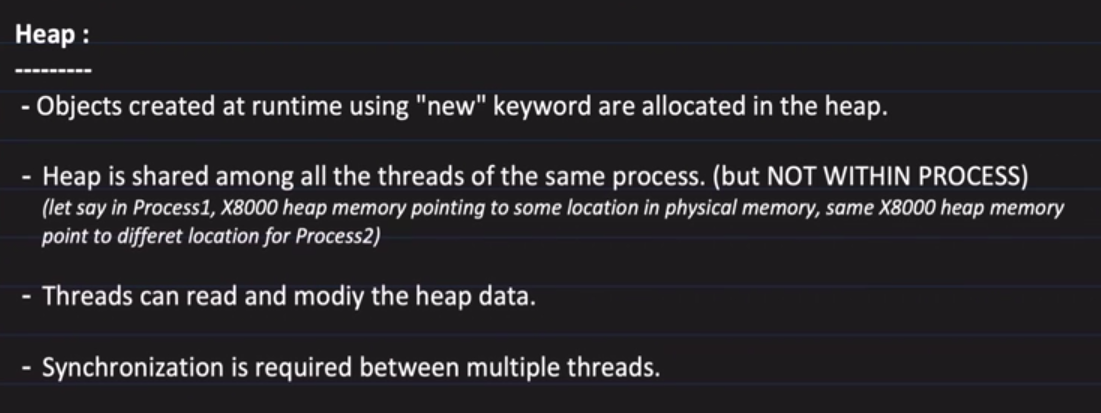 Heap :
---------
- Objects created at runtime using "new" keyword are allocated in the heap.
- Heap is shared among all the threads of the same process. (but NOT WITHIN PROCESS)
(let say in Process1, X8000 heap memory pointing to some location in physical memory, same X8000 heap memory
point to differet location for Process2)
- Threads can read and modiy the heap data.
- Synchronization is required between multiple threads.